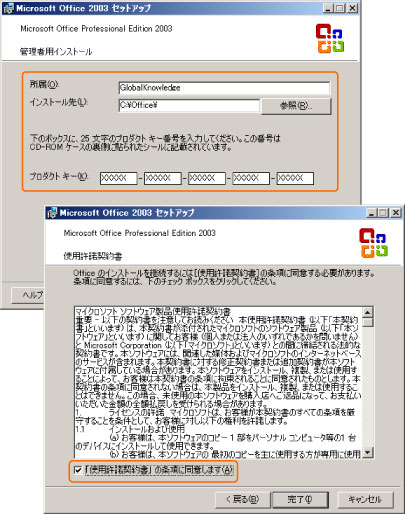 Microsoft Office 2003 セットアップ
Microsoft Office Professional Edition 2003
管理者用インストール
所属(O):
GlobalKnowledge
インストール先(L):
C:¥Office¥
参照(R)...
下のボックスに、25 文字のプロダクト キー番号を入力してください。この番号は
CD-ROM ケースの裏側に貼られたシールに記載されています。
プロダクト キー(K):
XXXXX - XXXXX - XXXXX - XXXXX - XXXXX
ヘルプ
Microsoft Office 2003 セットアップ
Microsoft Office Professional Edition 2003
使用許諾契約書
Office のインストールを継続するには「使用許諾契約書」の条項に同意する必要があります。
条項に同意するには、下のチェック ボックスをクリックしてください。
マイクロソフト ソフトウェア製品使用許諾契約書
重要 - 以下の契約書を注意してお読みください 本使用許諾契約書 (以下「本契約
書」といいます) は、本契約書が添付されたマイクロソフトのソフトウェア製品 (以下「本ソ
フトウェア」といいます) に関してお客様 (個人または法人のいずれであるかを問いません)
と Microsoft Corporation (以下「マイクロソフト」といいます) との間に締結される法的な
契約書です。本ソフトウェアは、関連した媒体およびマイクロソフトのインターネットベース
のサービスが含まれます。本契約書に対する修正契約書または追加契約書が本ソフト
ウェアに付属している場合があります。本ソフトウェアをインストール、複製、または使用す
ることによって、お客様は本契約書の条項に拘束されることに同意されたものとします。本
契約書の条項に同意されない場合は、本製品をインストール、複製、または使用するこ
とはできません。この場合、未使用の本ソフトウェアを購入店へご返品になって、お支払い
いただいた金額の全額払戻しを受けられる場合があります。
1. ライセンスの許諾 マイクロソフトは、お客様が本契約書のすべての条項を厳
守することを条件として、お客様に対し以下の権利を許諾します。
1.1 インストールおよび使用
(a) お客様は、本ソフトウェアのコピー 1 部をパーソナル コンピュータ等の1 台
のデバイスにインストールして使用できます。
(b) お客様は、本ソフトウェアの 最初のコピーを主に使用する方が専用に使用
「使用許諾契約書」の条項に同意します(A)
< 戻る(B)
完了(I)
キャンセル